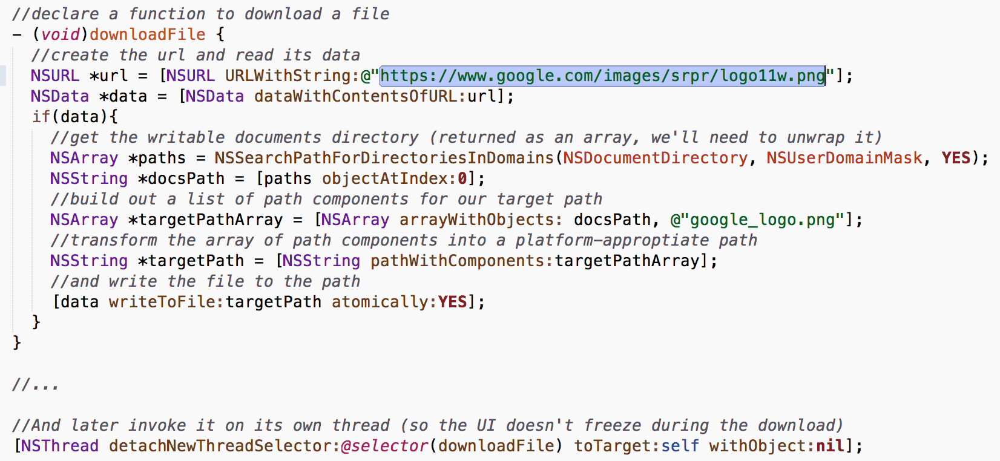 //declare a function to download a file
- (void)downloadFile {
//create the url and read its data
NSURL *url = [NSURL URLWithString:@"https://www.google.com/images/srpr/logo11w.png"];
NSData *data = [NSData dataWithContentsOfURL:url];
if(data){
//get the writable documents directory (returned as an array, we'll need to unwrap it)
NSArray *paths = NSSearchPathForDirectoriesInDomains(NSDocumentDirectory, NSUserDomainMask, YES);
NSString *docsPath = [paths objectAtIndex:0];
//build out a list of path components for our target path
NSArray *targetPathArray = [NSArray arrayWithObjects: docsPath, @"google_logo.png"];
//transform the array of path components into a platform-approptiate path
NSString *targetPath = [NSString pathWithComponents:targetPathArray];
//and write the file to the path
[data writeToFile:targetPath atomically:YES];
}
}
//...
//And later invoke it on its own thread (so the UI doesn't freeze during the download)
[NSThread detachNewThreadSelector:@selector(downloadFile) toTarget:self withObject:nil];